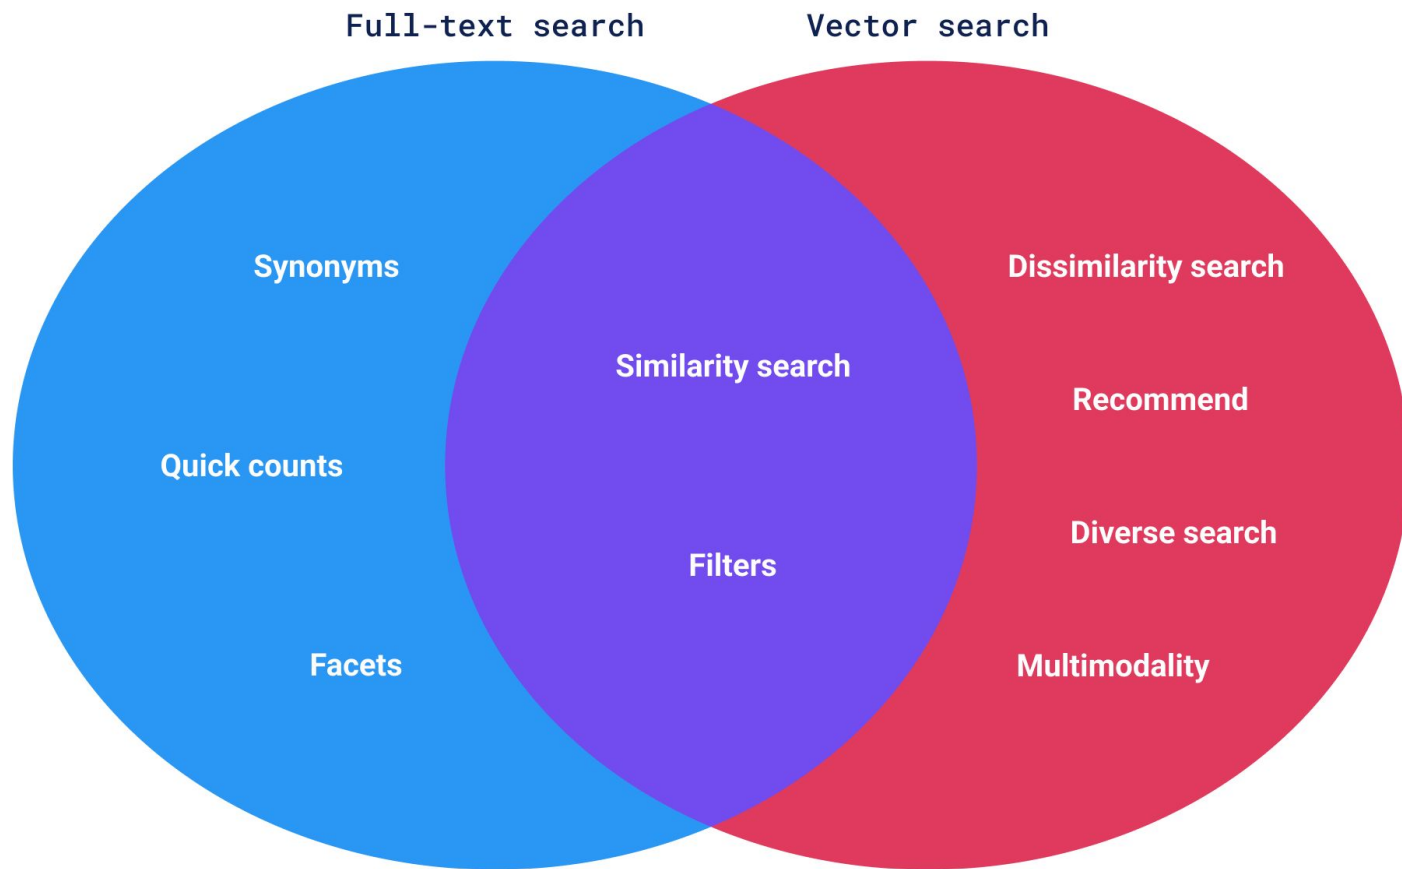 Full-text search
Vector search
Synonyms
Quick counts
Facets
Similarity search
Filters
Dissimilarity search
Recommend
Diverse search
Multimodality